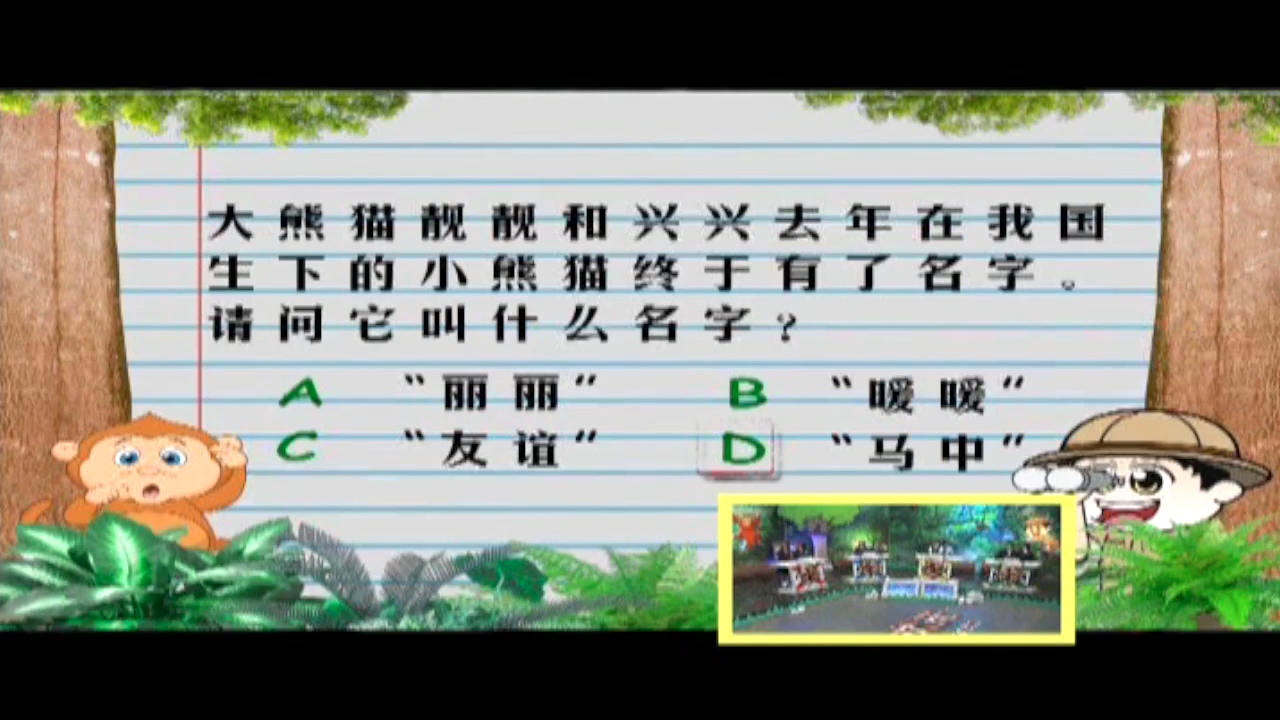 大熊猫靓靓和兴兴去年在我国
生下的小熊猫终于有了名字。
请问它叫什么名字？
A “丽丽” B “暖暖”
C “友谊” D “马中”